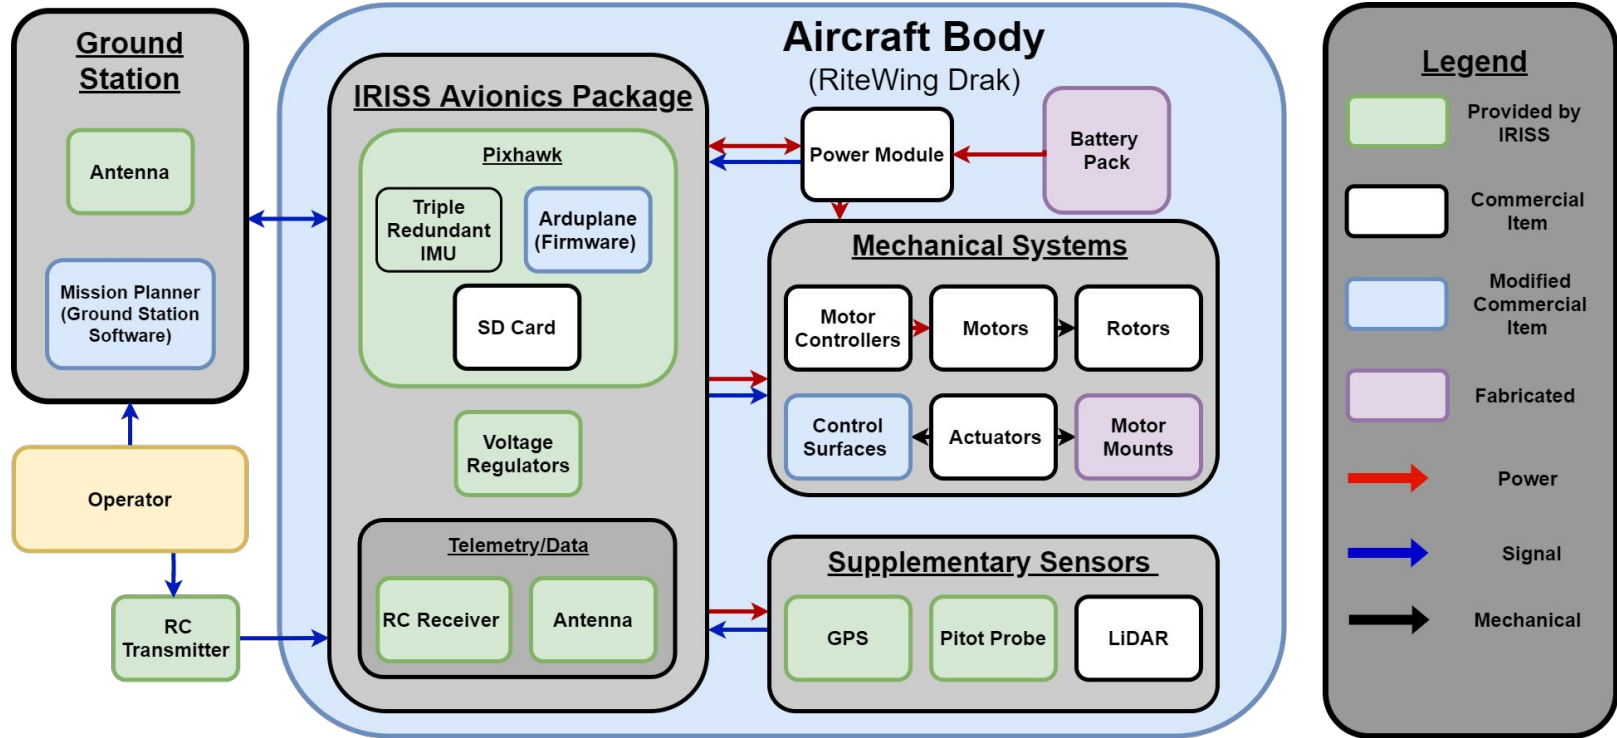 Ground
Station
Antenna
Mission Planner
(Ground Station
Software)
Operator
RC
Transmitter
Aircraft Body
(RiteWing Drak)
IRISS Avionics Package
Pixhawk
Triple
Redundant
IMU
Arduplane
(Firmware)
SD Card
Voltage
Regulators
Telemetry/Data
RC Receiver
Antenna
Power Module
Battery
Pack
Mechanical Systems
Motor
Controllers
Motors
Rotors
Control
Surfaces
Actuators
Motor
Mounts
Supplementary Sensors
GPS
Pitot Probe
LiDAR
Legend
Provided by
IRISS
Commercial
Item
Modified
Commercial
Item
Fabricated
Power
Signal
Mechanical